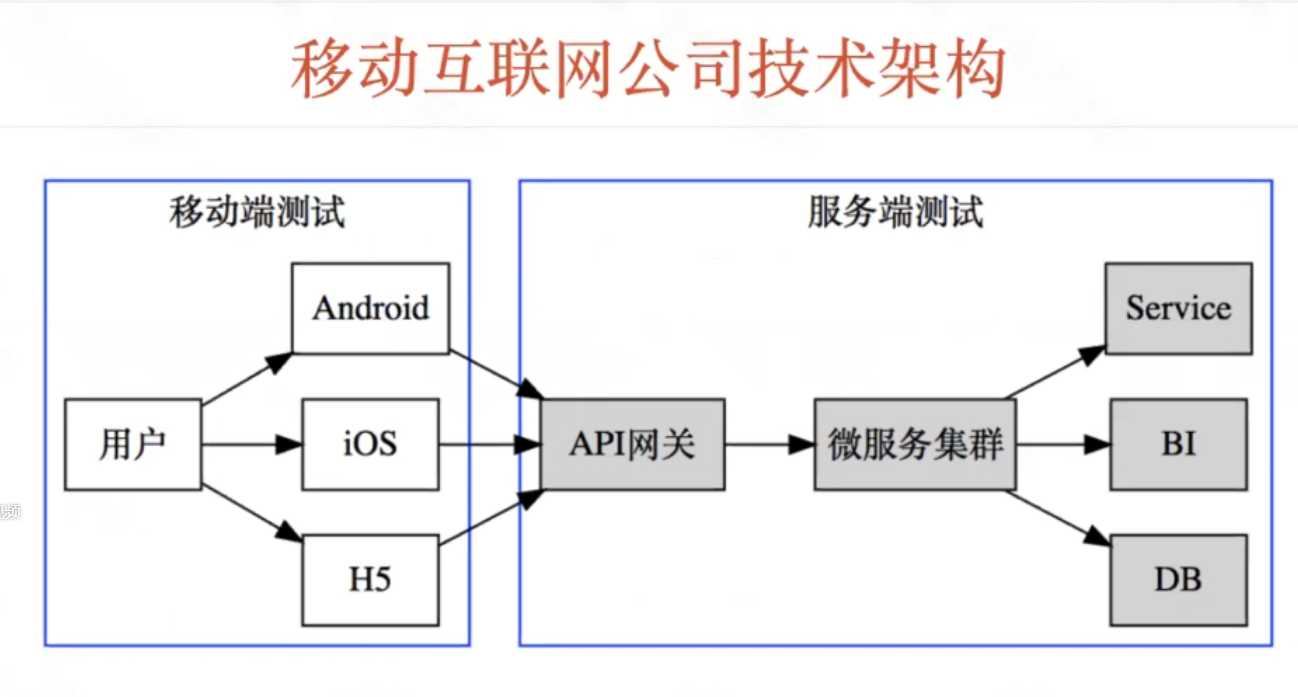 移动互联网公司技术架构
移动端测试
服务端测试
Android
Service
用户
iOS
API网关
微服务集群
BI
视频
H5
DB